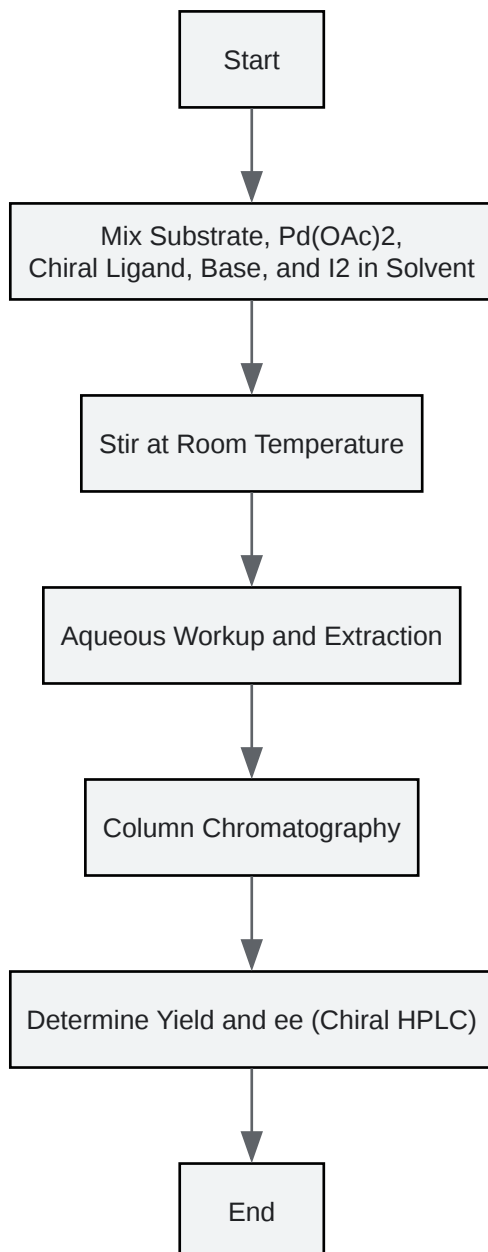 Start
Mix Substrate, Pd(OAc)2,
Chiral Ligand, Base, and I2 in Solvent
Stir at Room Temperature
Aqueous Workup and Extraction
Column Chromatography
Determine Yield and ee (Chiral HPLC)
End